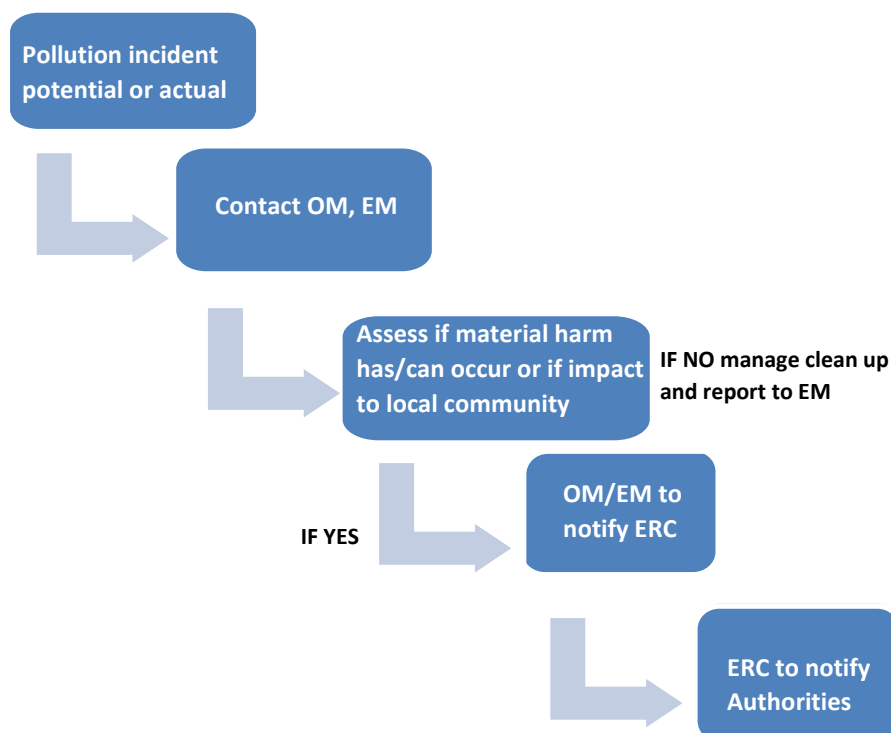 Pollution incident
potential or actual
Contact OM, EM
Assess if material harm
has/can occur or if impact
to local community
IF NO manage clean up
and report to EM
OM/EM to
notify ERC
IF YES
ERC to notify
Authorities